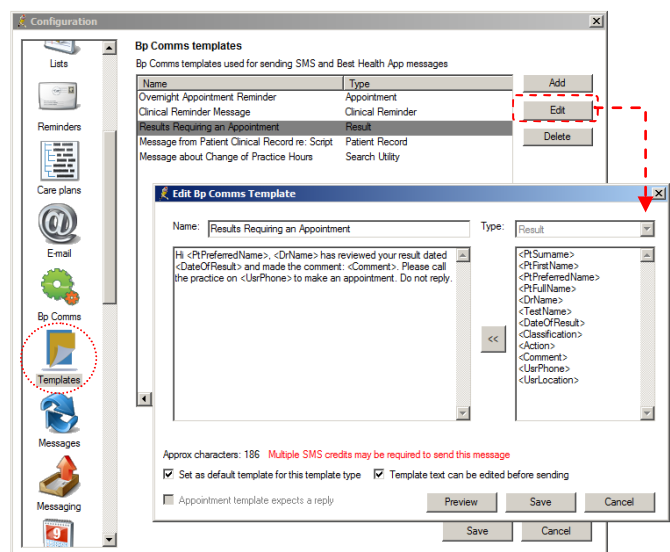 Configuration
Lists
Reminders
Care plans
E-mail
Bp Comms
Templates
Messages
Messaging
Bp Comms templates
Bp Comms templates used for sending SMS and Best Health App messages
Name Type
Overnight Appointment Reminder Appointment
Clinical Reminder Message Clinical Reminder
Results Requiring an Appointment Result
Message from Patient Clinical Record re: Script Patient Record
Message about Change of Practice Hours Search Utility
Add
Edit
Delete
Edit Bp Comms Template
Name: Results Requiring an Appointment Type: Result
Hi <PtPreferredName>, <DrName> has reviewed your result dated
<DateOfResult> and made the comment: <Comment>. Please call
the practice on <UsrPhone> to make an appointment. Do not reply.
<<
<PtSurname>
<PtFirstName>
<PtPreferredName>
<PtFullName>
<DrName>
<TestName>
<DateOfResult>
<Classification>
<Action>
<Comment>
<UsrPhone>
<UsrLocation>
Approx characters: 186 Multiple SMS credits may be required to send this message
Set as default template for this template type Template text can be edited before sending
Appointment template expects a reply
Preview Save Cancel
Save Cancel
9